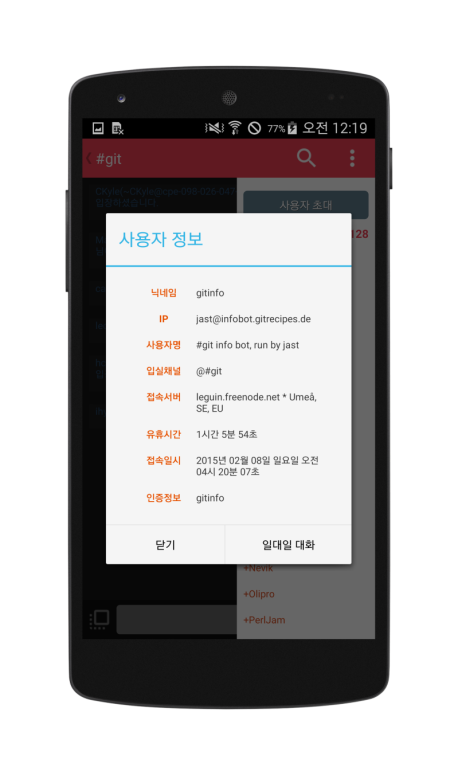 77% 오전 12:19
#git
사용자 초대
128
사용자 정보
닉네임 gitinfo
IP jast@infobot.gitrecipes.de
사용자명 #git info bot, run by jast
입실채널 @#git
접속서버 leguin.freenode.net * Umeå,
SE, EU
유휴시간 1시간 5분 54초
접속일시 2015년 02월 08일 일요일 오전
04시 20분 07초
인증정보 gitinfo
닫기 일대일 대화
+Nevik
+Olipro
+PerlJam